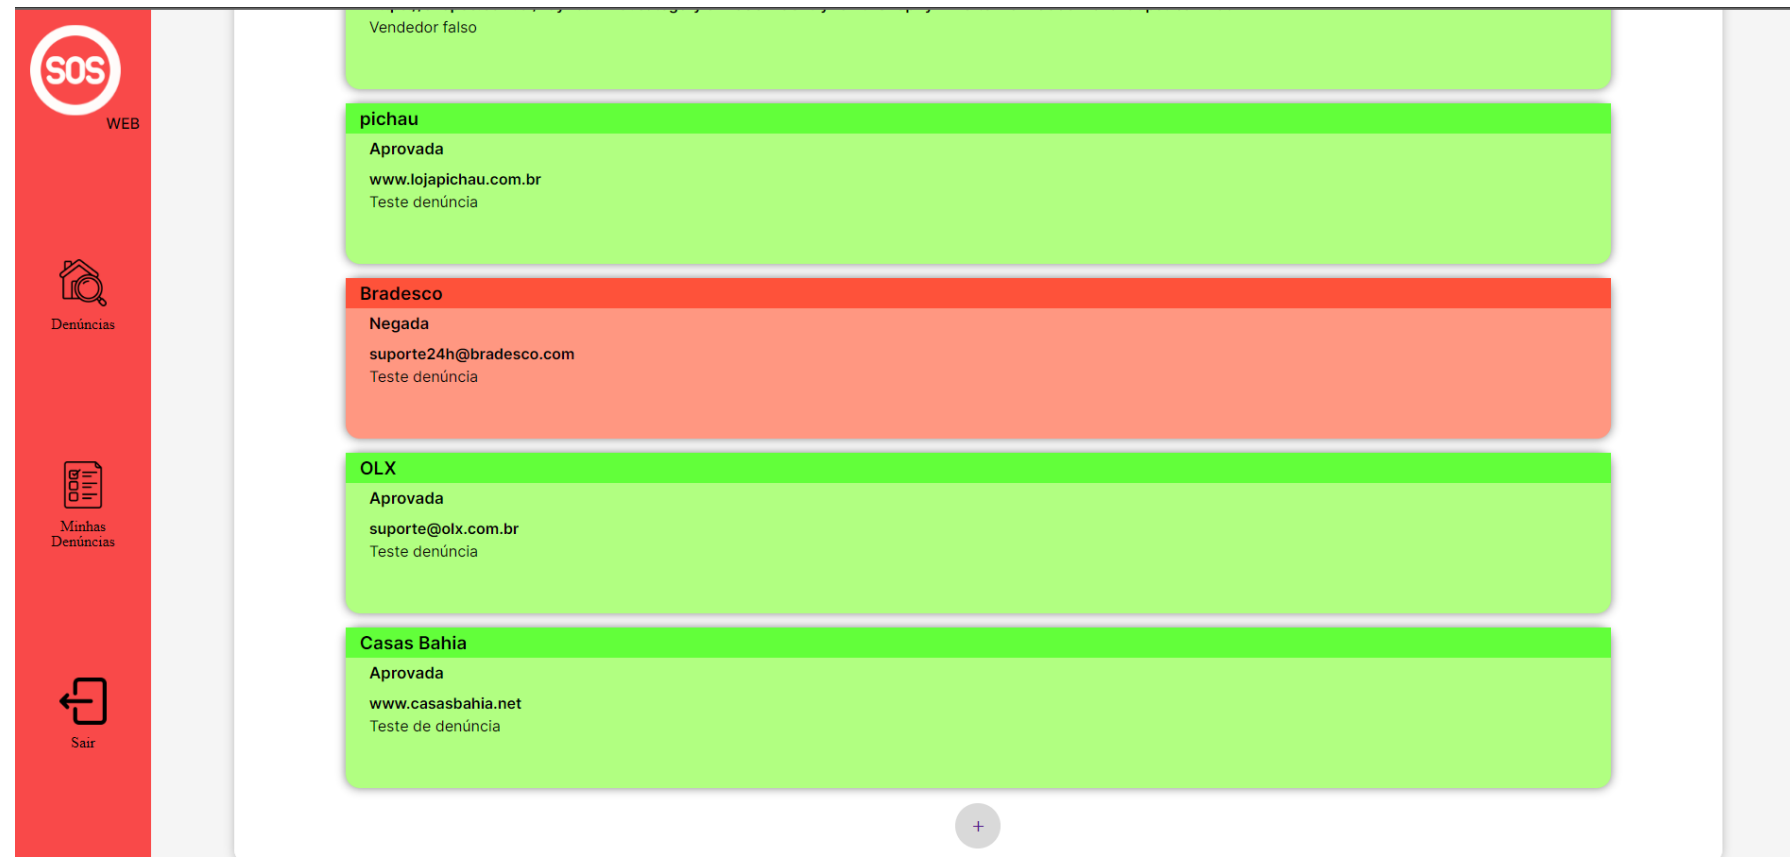 SOS
WEB
Denúncias
Minhas
Denúncias
Sair
Vendedor falso
pichau
Aprovada
www.lojapichau.com.br
Teste denúncia
Bradesco
Negada
suporte24h@bradesco.com
Teste denúncia
OLX
Aprovada
suporte@olx.com.br
Teste denúncia
Casas Bahia
Aprovada
www.casasbahia.net
Teste de denúncia
+